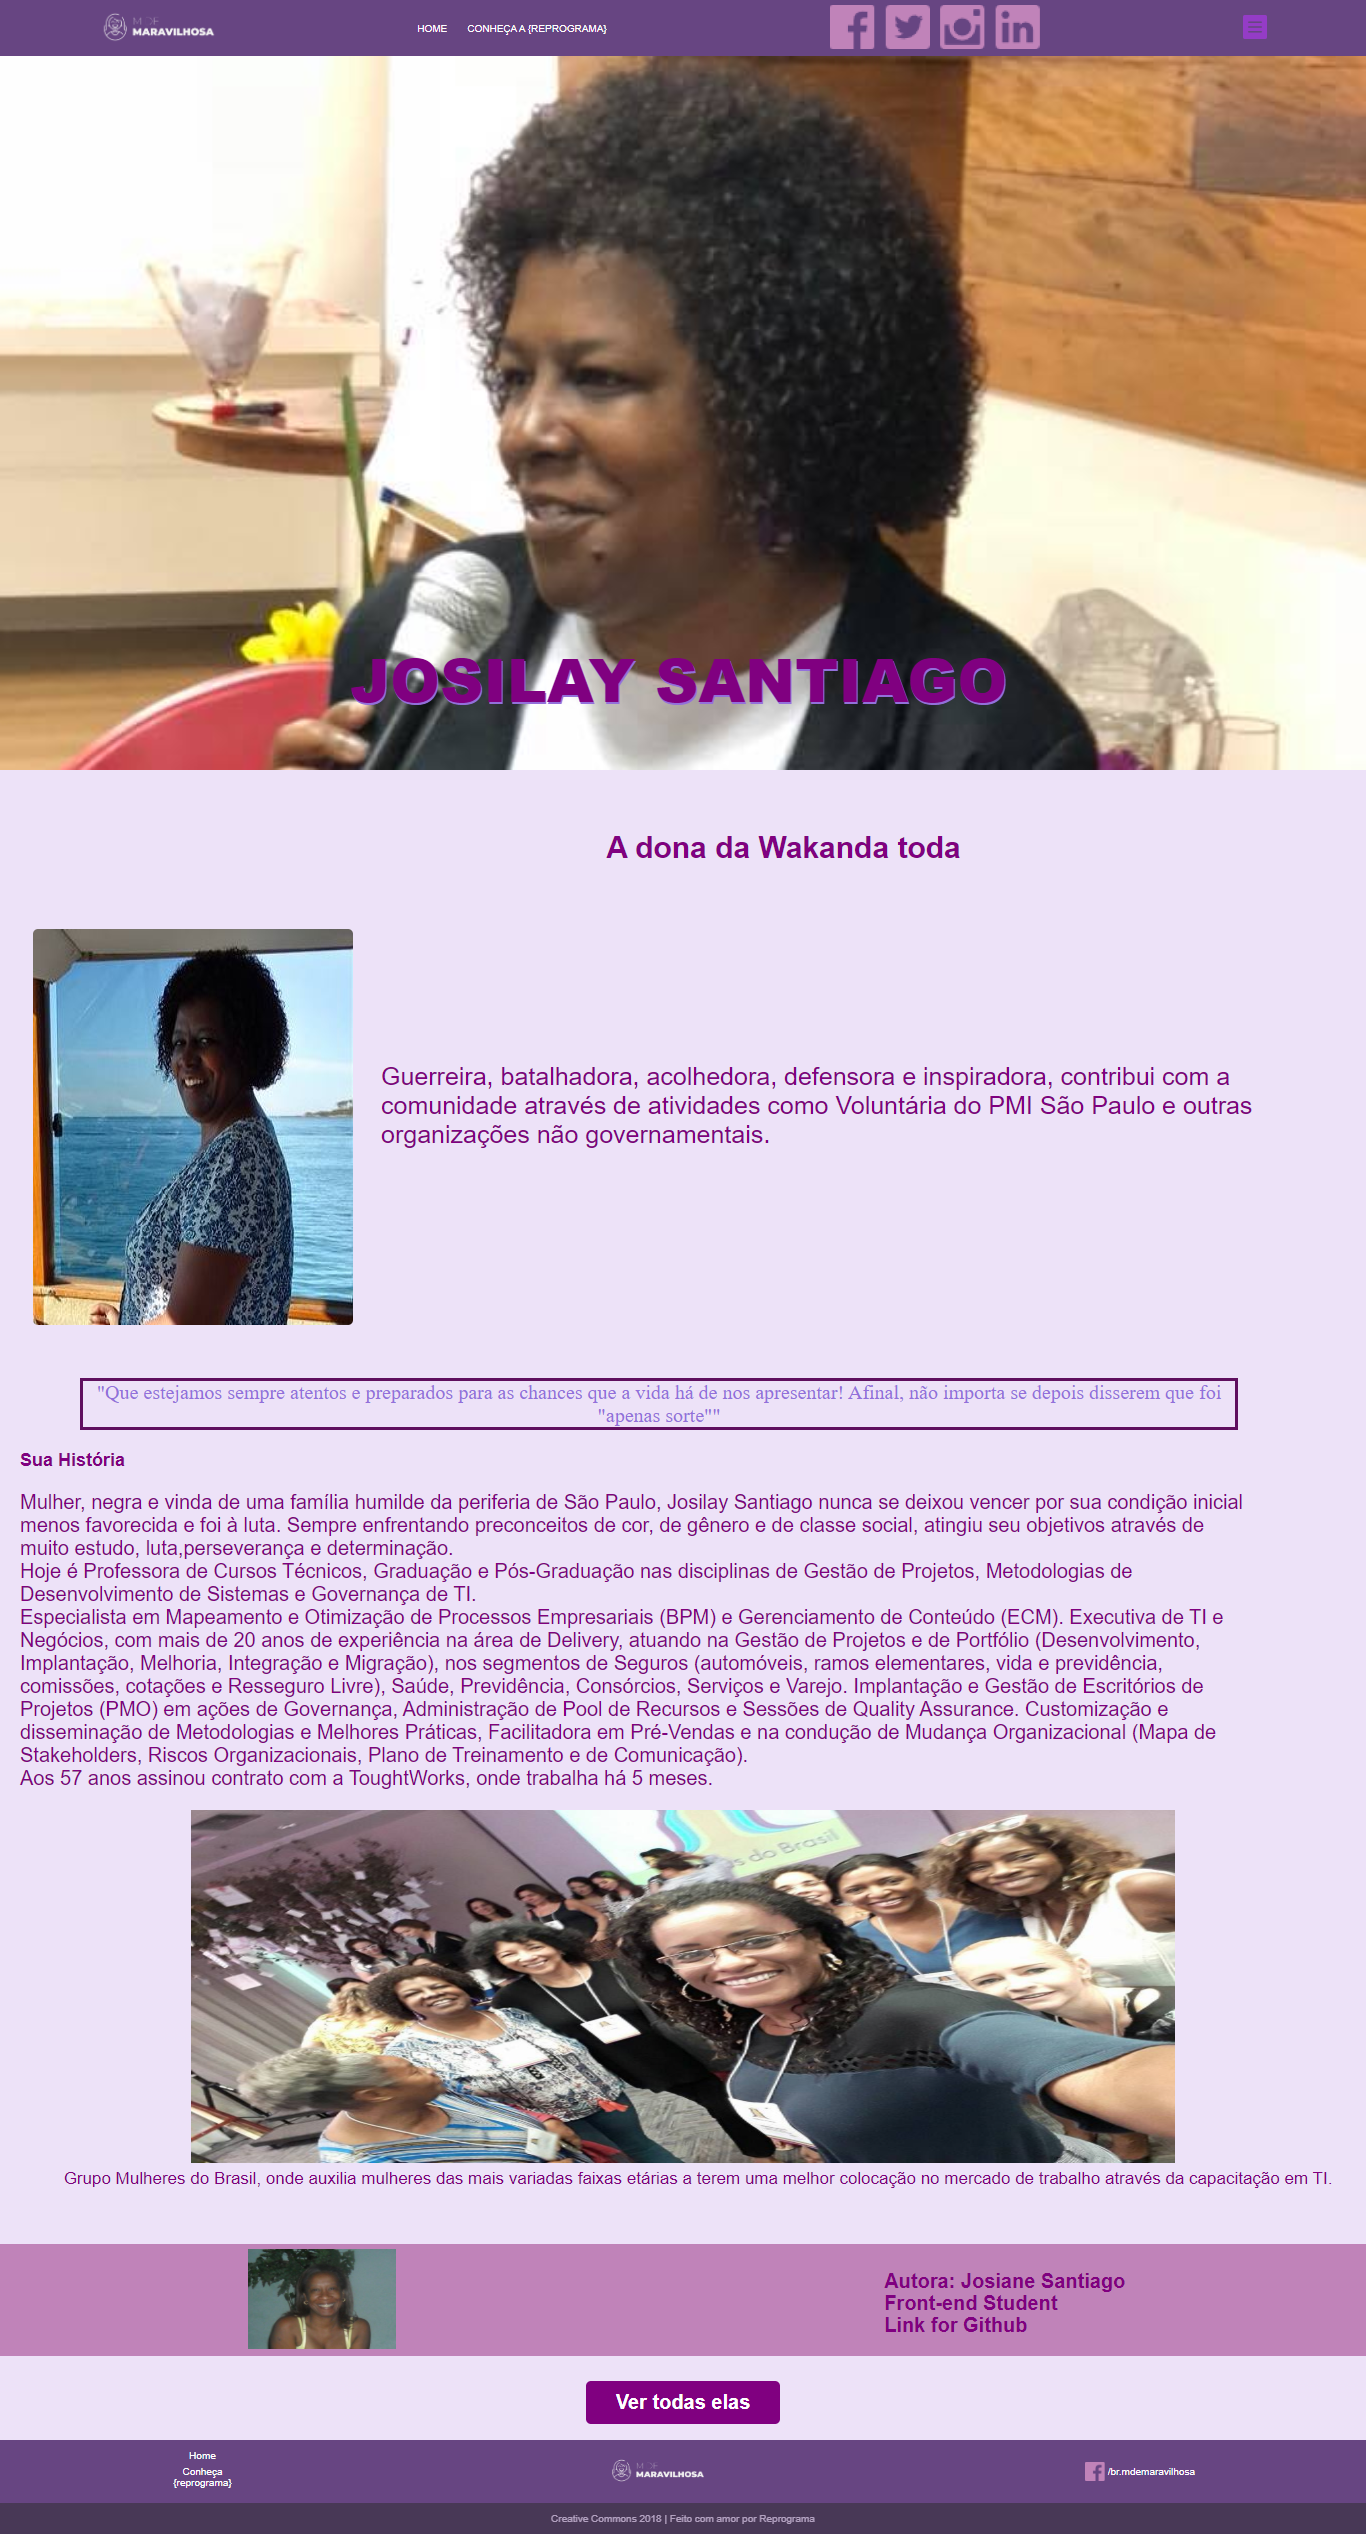 M DE
MARAVILHOSA
HOME
CONHEÇA A {REPROGRAMA}
JOSILAY SANTIAGO
A dona da Wakanda toda
Guerreira, batalhadora, acolhedora, defensora e inspiradora, contribui com a
comunidade através de atividades como Voluntária do PMI São Paulo e outras
organizações não governamentais.
"Que estejamos sempre atentos e preparados para as chances que a vida há de nos apresentar! Afinal, não importa se depois disserem que foi
"apenas sorte""
Sua História
Mulher, negra e vinda de uma família humilde da periferia de São Paulo, Josilay Santiago nunca se deixou vencer por sua condição inicial
menos favorecida e foi à luta. Sempre enfrentando preconceitos de cor, de gênero e de classe social, atingiu seu objetivos através de
muito estudo, luta,perseverança e determinação.
Hoje é Professora de Cursos Técnicos, Graduação e Pós-Graduação nas disciplinas de Gestão de Projetos, Metodologias de
Desenvolvimento de Sistemas e Governança de TI.
Especialista em Mapeamento e Otimização de Processos Empresariais (BPM) e Gerenciamento de Conteúdo (ECM). Executiva de TI e
Negócios, com mais de 20 anos de experiência na área de Delivery, atuando na Gestão de Projetos e de Portfólio (Desenvolvimento,
Implantação, Melhoria, Integração e Migração), nos segmentos de Seguros (automóveis, ramos elementares, vida e previdência,
comissões, cotações e Resseguro Livre), Saúde, Previdência, Consórcios, Serviços e Varejo. Implantação e Gestão de Escritórios de
Projetos (PMO) em ações de Governança, Administração de Pool de Recursos e Sessões de Quality Assurance. Customização e
disseminação de Metodologias e Melhores Práticas, Facilitadora em Pré-Vendas e na condução de Mudança Organizacional (Mapa de
Stakeholders, Riscos Organizacionais, Plano de Treinamento e de Comunicação).
Aos 57 anos assinou contrato com a ToughtWorks, onde trabalha há 5 meses.
s do Brasil
Grupo Mulheres do Brasil, onde auxilia mulheres das mais variadas faixas etárias a terem uma melhor colocação no mercado de trabalho através da capacitação em TI.
Autora: Josiane Santiago
Front-end Student
Link for Github
Ver todas elas
Home
Conheça
{reprograma}
M DE
MARAVILHOSA
/br.mdemaravilhosa
Creative Commons 2018 | Feito com amor por Reprograma